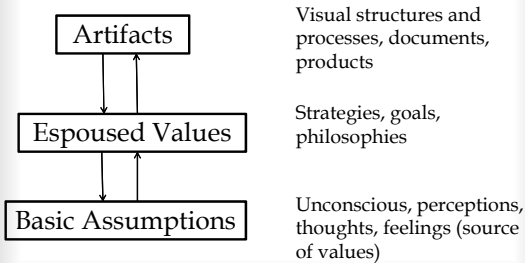 Artifacts
Visual structures and
processes, documents,
products
Espoused Values
Strategies, goals,
philosophies
Basic Assumptions
Unconscious, perceptions,
thoughts, feelings (source
of values)